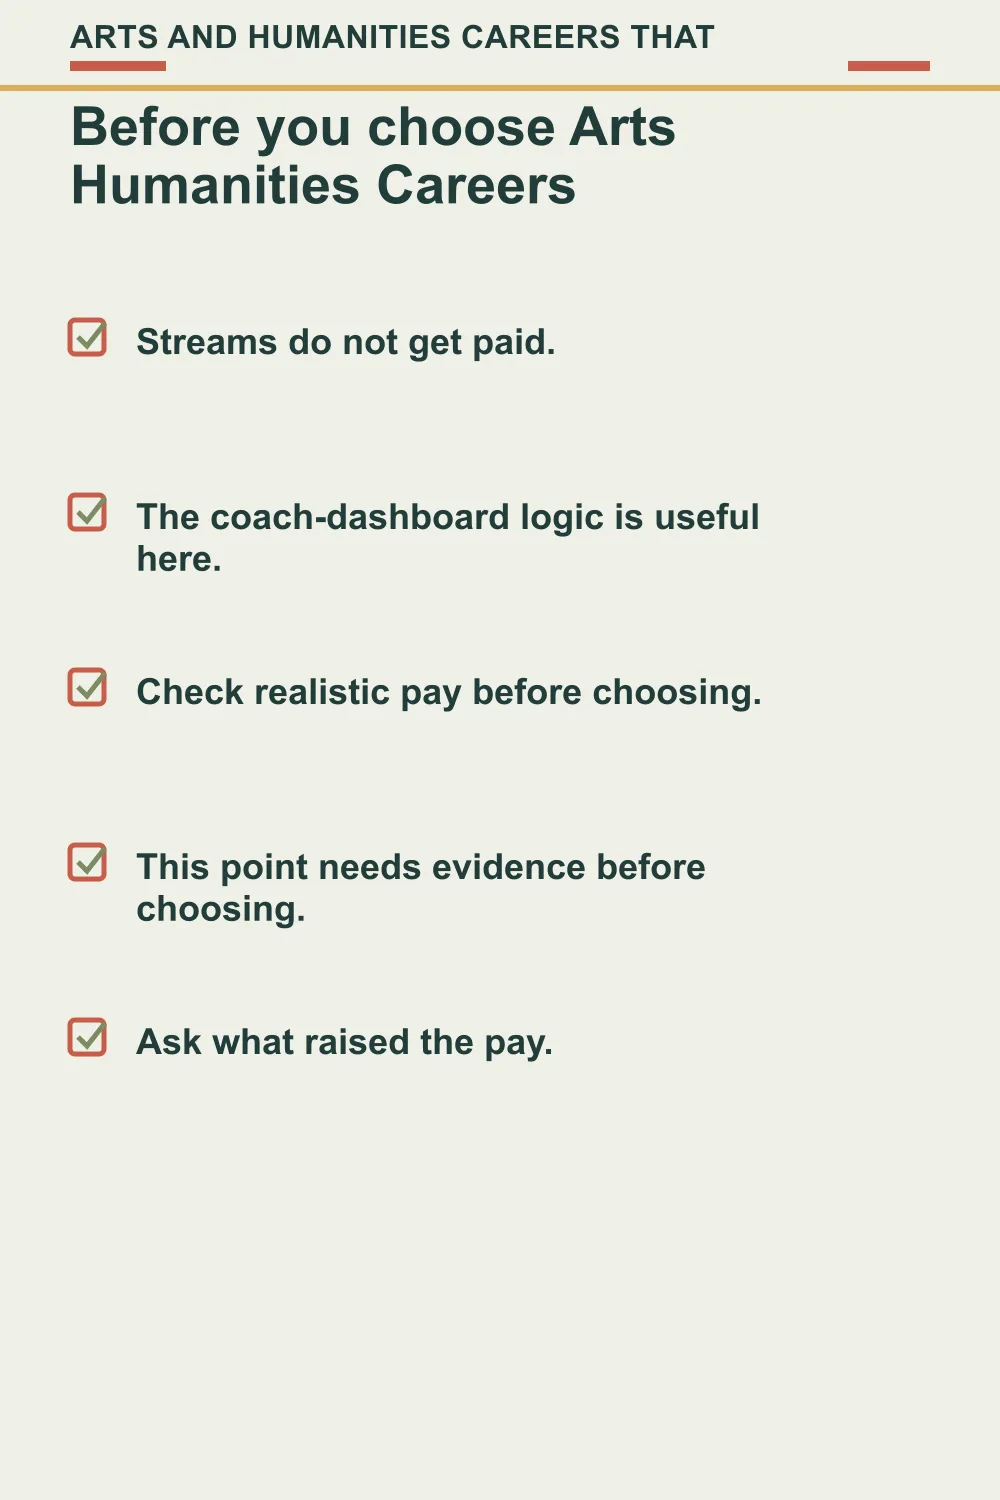 ARTS AND HUMANITIES CAREERS THAT
Before you choose Arts
Humanities Careers
Streams do not get paid.
The coach-dashboard logic is useful
here.
Check realistic pay before choosing.
This point needs evidence before
choosing.
Ask what raised the pay.